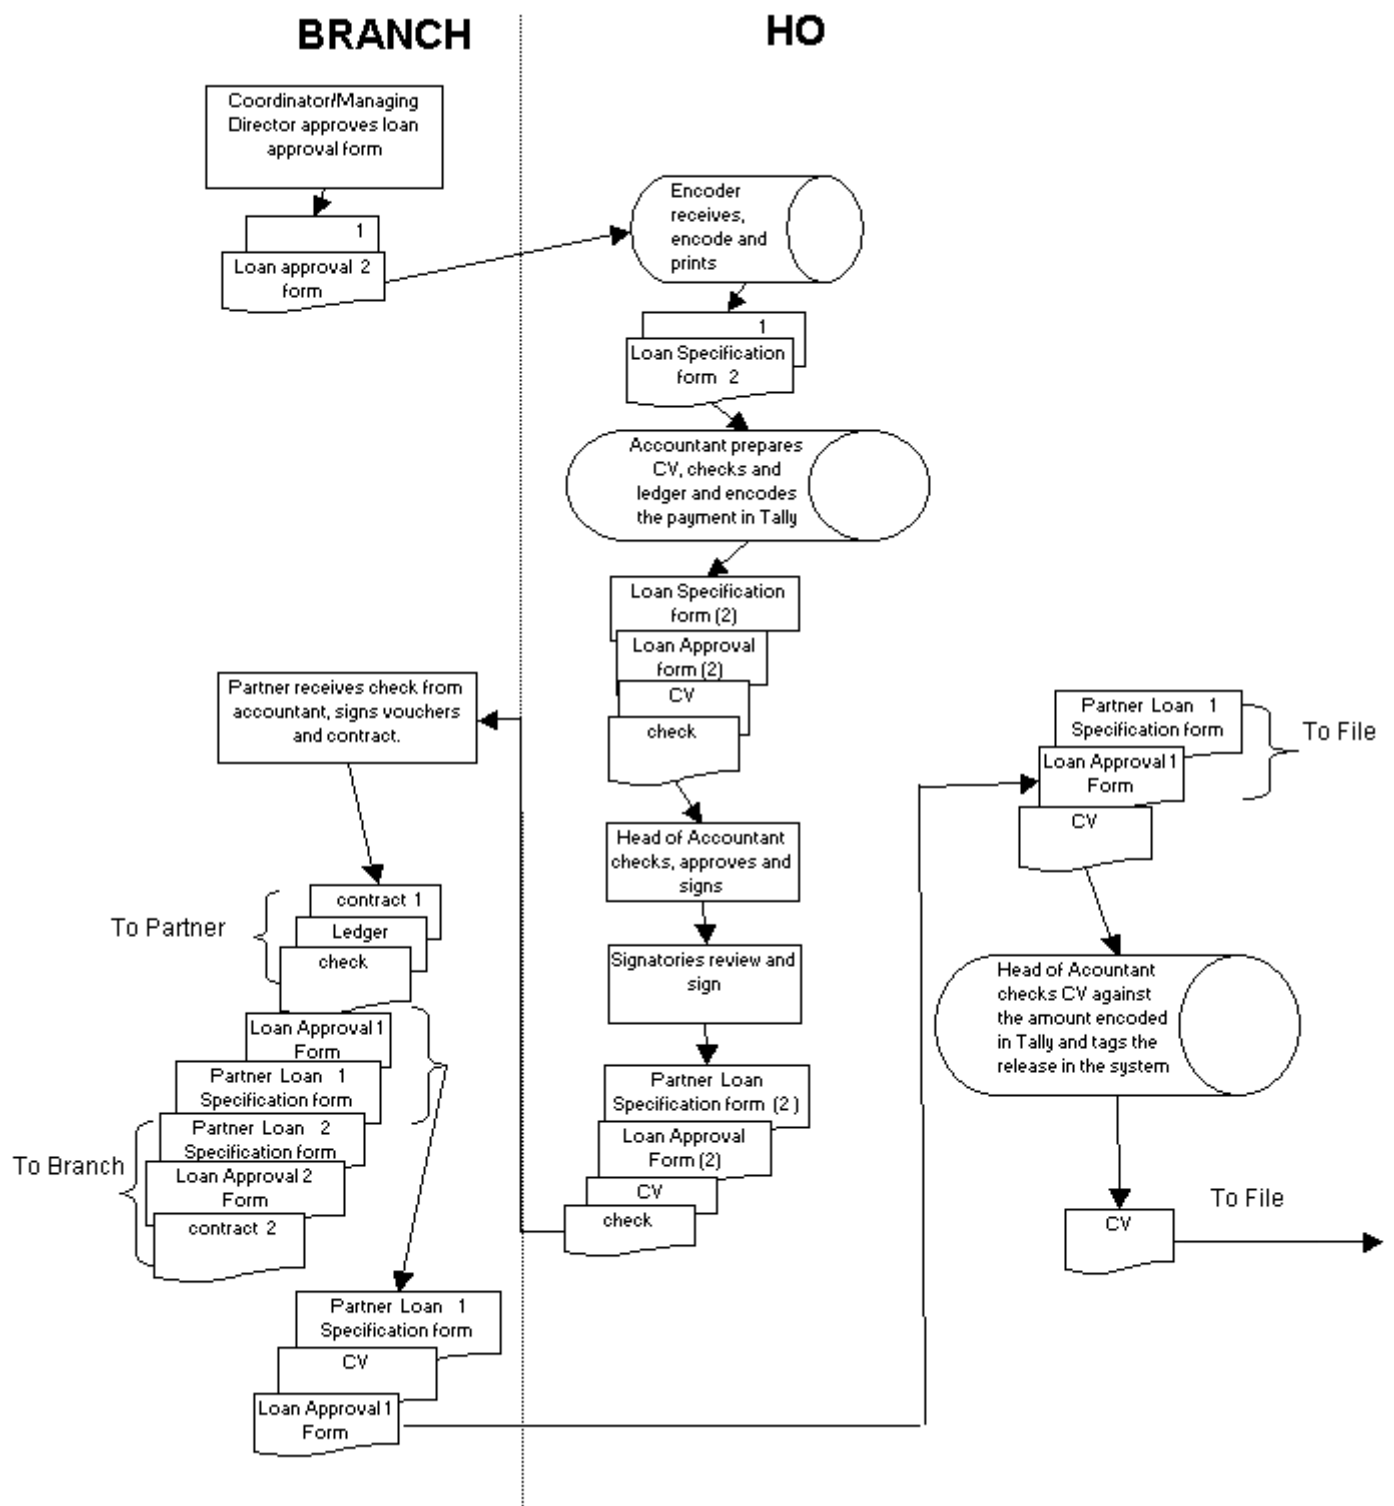 BRANCH
HO
Coordinator/Managing
Director approves loan
approval form
1
Loan approval 2
form
Encoder
receives,
encode and
prints
1
Loan Specification
form 2
Accountant prepares
CV, checks and
ledger and encodes
the payment in Tally
Loan Specification
form (2)
Loan Approval
form (2)
CV
check
Head of Accountant
checks, approves and
signs
Signatories review and
sign
Partner Loan
Specification form (2 )
Loan Approval
Form (2)
CV
check
Partner receives check from
accountant, signs vouchers
and contract.
To Partner
contract 1
Ledger
check
Loan Approval 1
Form
Partner Loan 1
Specification form
To Branch
Partner Loan 2
Specification form
Loan Approval 2
Form
contract 2
Partner Loan 1
Specification form
CV
Loan Approval 1
Form
Partner Loan 1
Specification form
Loan Approval 1
Form
CV
To File
Head of Acountant
checks CV against
the amount encoded
in Tally and tags the
release in the system
CV
To File